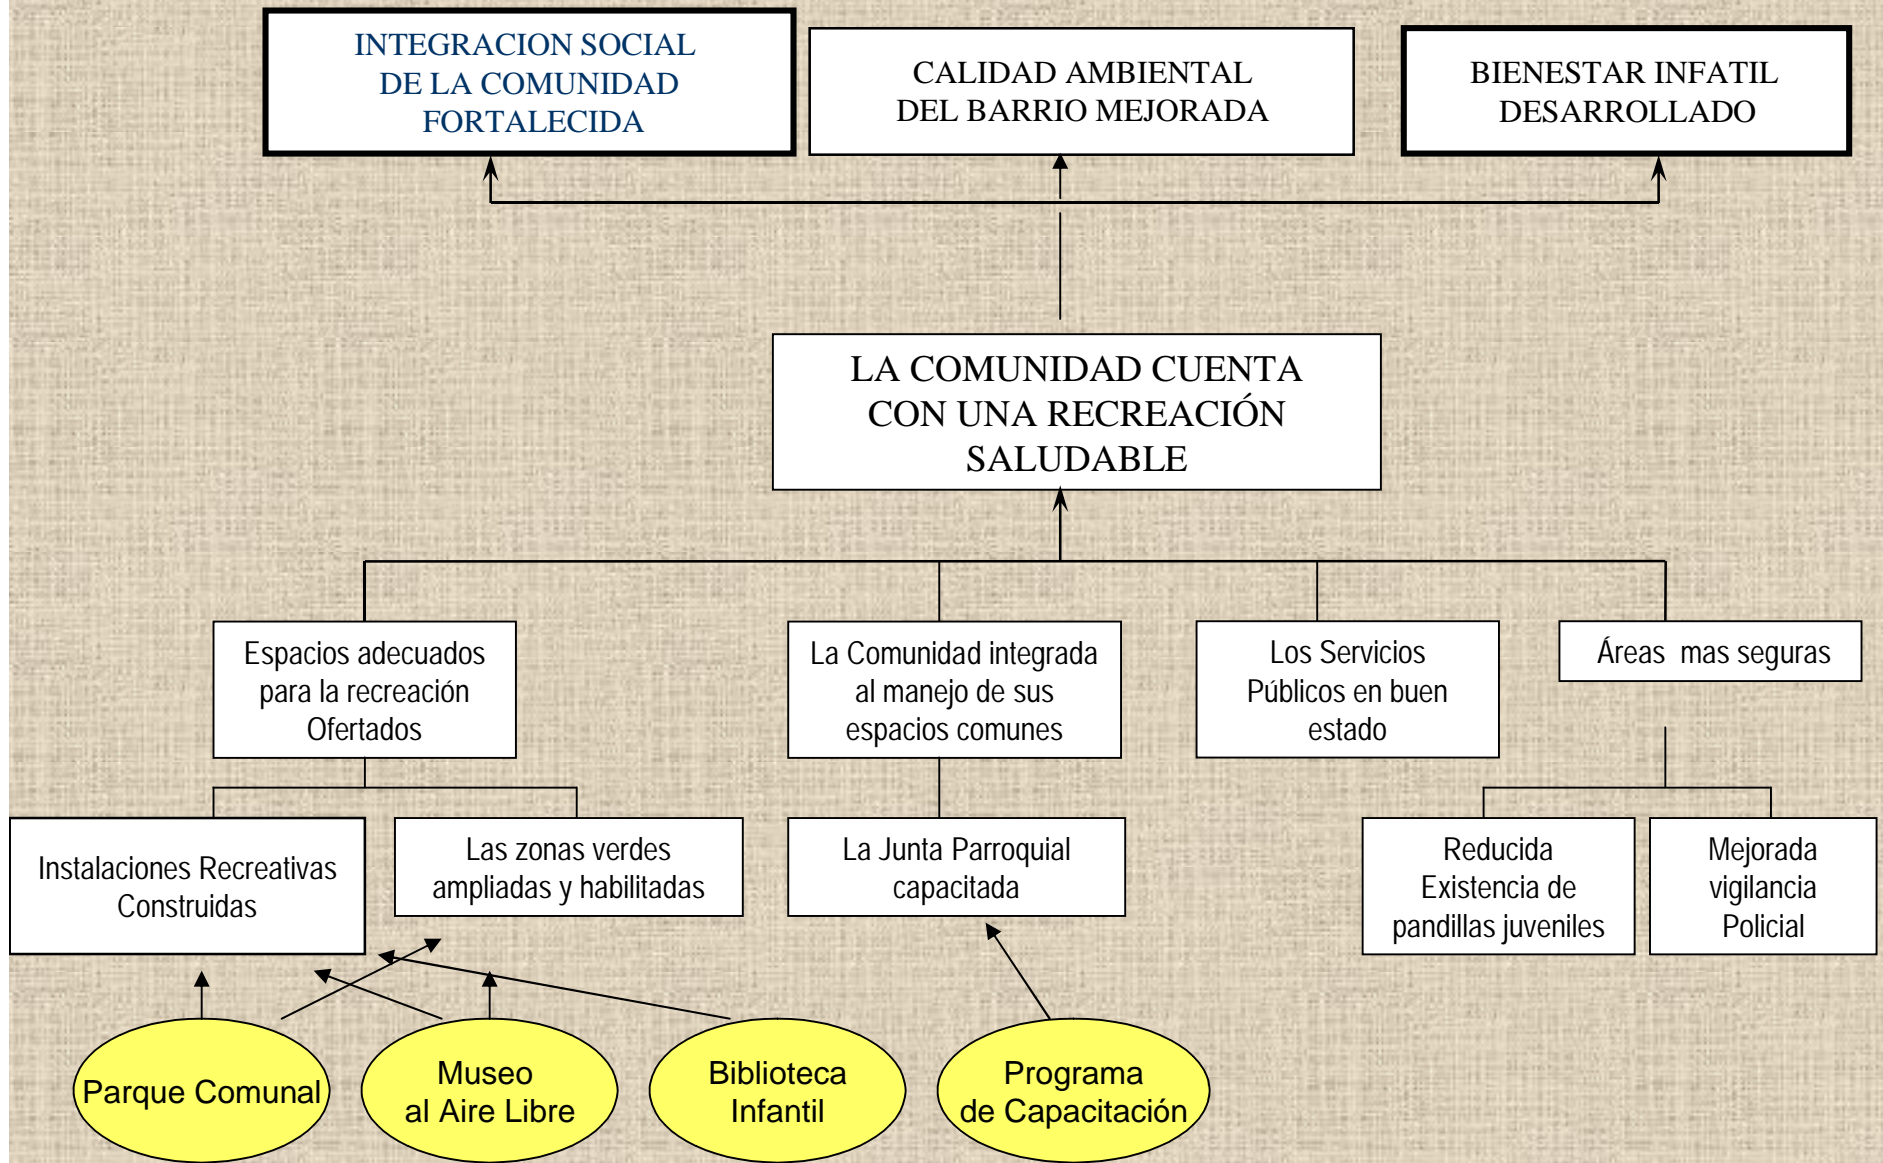 INTEGRACION SOCIAL
DE LA COMUNIDAD
FORTALECIDA
CALIDAD AMBIENTAL
DEL BARRIO MEJORADA
BIENESTAR INFATIL
DESARROLLADO
LA COMUNIDAD CUENTA
CON UNA RECREACIÓN
SALUDABLE
Espacios adecuados
para la recreación
Ofertados
La Comunidad integrada
al manejo de sus
espacios comunes
Los Servicios
Públicos en buen
estado
Áreas mas seguras
Instalaciones Recreativas
Construidas
Las zonas verdes
ampliadas y habilitadas
La Junta Parroquial
capacitada
Reducida
Existencia de
pandillas juveniles
Mejorada
vigilancia
Policial
Parque Comunal
Museo
al Aire Libre
Biblioteca
Infantil
Programa
de Capacitación